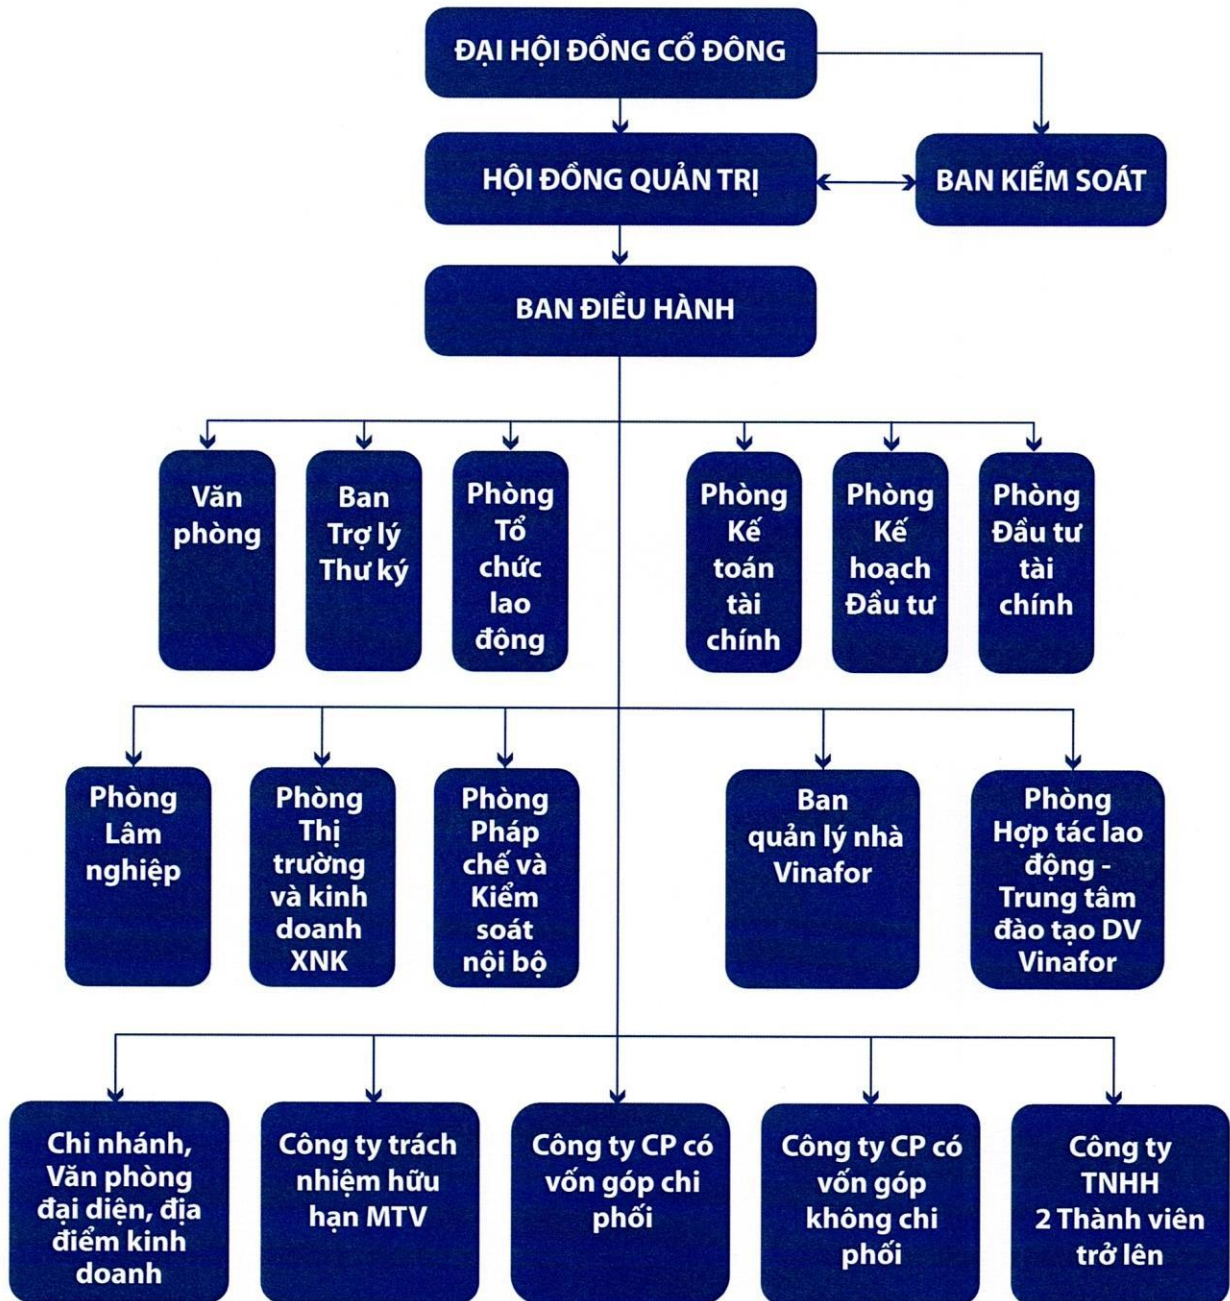 ĐẠI HỘI ĐỒNG CỔ ĐÔNG
HỘI ĐỒNG QUẢN TRỊ
BAN KIỂM SOÁT
BAN ĐIỀU HÀNH
Văn
phòng
Ban
Trợ lý
Thư ký
Phòng
Tổ
chức
lao
động
Phòng
Kế
toán
tài
chính
Phòng
Kế
hoạch
Đầu tư
Phòng
Đầu tư
tài
chính
Phòng
Lâm
nghiệp
Phòng
Thị
trường
và kinh
doanh
XNK
Phòng
Pháp
chế và
Kiểm
soát
nội bộ
Ban
quản lý nhà
Vinafor
Phòng
Hợp tác lao
động -
Trung tâm
đào tạo DV
Vinafor
Chi nhánh,
Văn phòng
đại diện, địa
điểm kinh
doanh
Công ty trách
nhiệm hữu
hạn MTV
Công ty CP có
vốn góp chi
phối
Công ty CP có
vốn góp
không chi
phối
Công ty
TNHH
2 Thành viên
trở lên